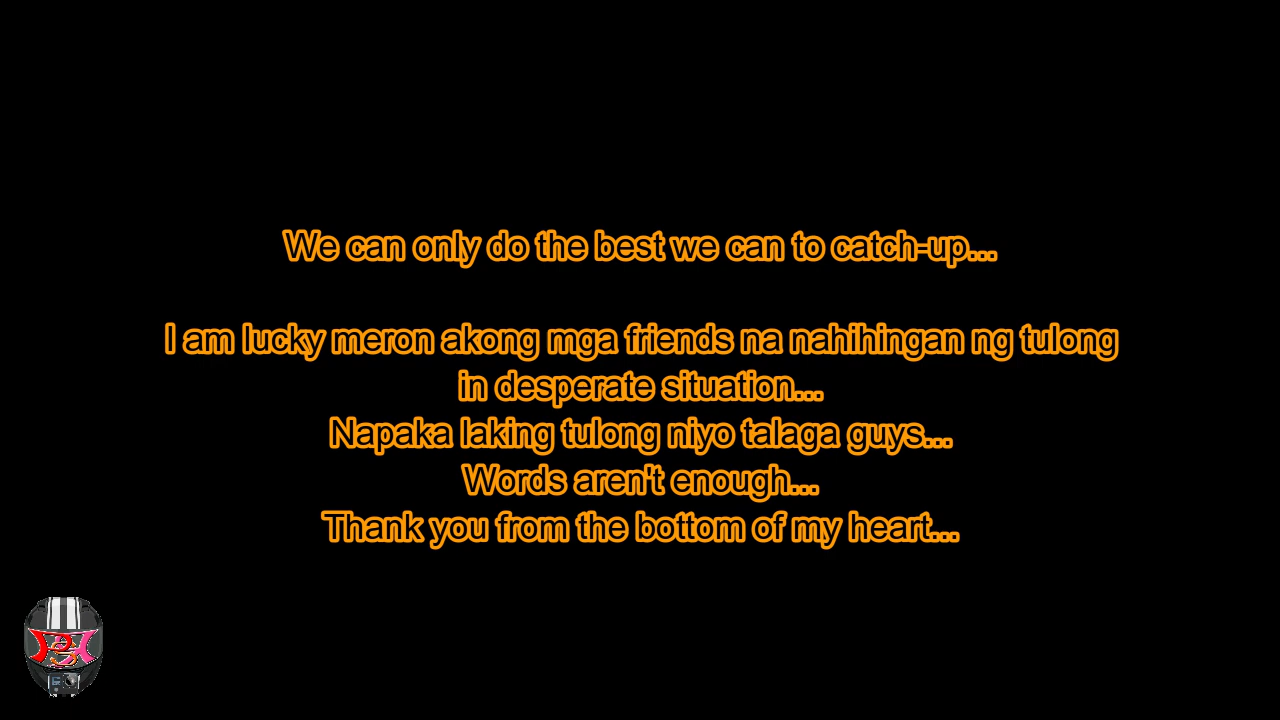 We can only do the best we can to catch-up...
I am lucky meron akong mga friends na nahihingan ng tulong
in desperate situation...
Napaka laking tulong niyo talaga guys...
Words aren't enough...
Thank you from the bottom of my heart...